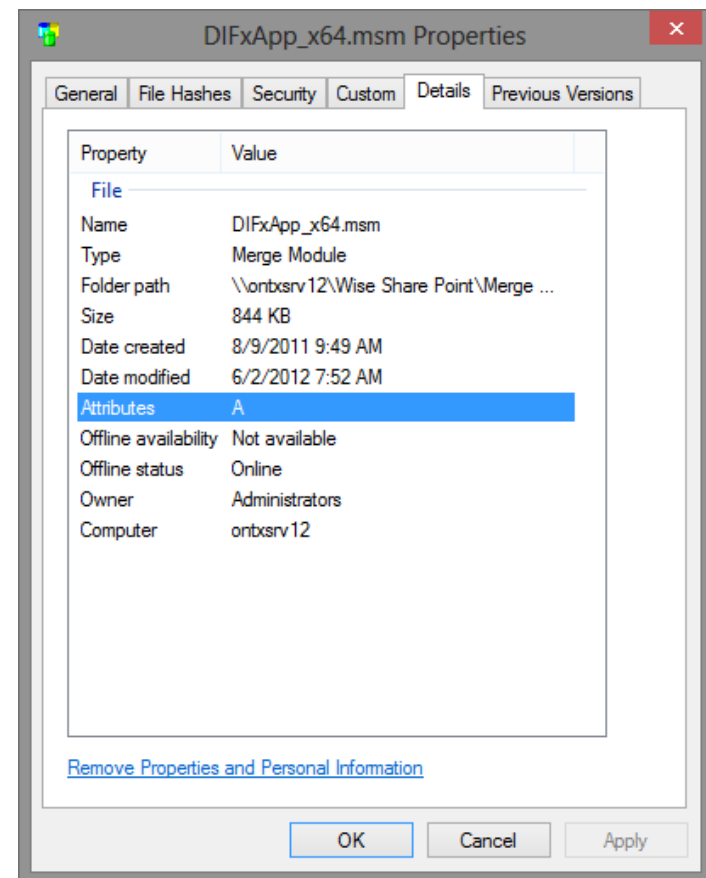 DIFxApp_x64.msm Properties
General File Hashes Security Custom Details Previous Versions
Property Value
File
Name DIFxApp_x64.msm
Type Merge Module
Folder path \\ontxsrv12\Wise Share Point\Merge ...
Size 844 KB
Date created 8/9/2011 9:49 AM
Date modified 6/2/2012 7:52 AM
Attributes A
Offline availability Not available
Offline status Online
Owner Administrators
Computer ontxsrv12
Remove Properties and Personal Information
OK Cancel Apply